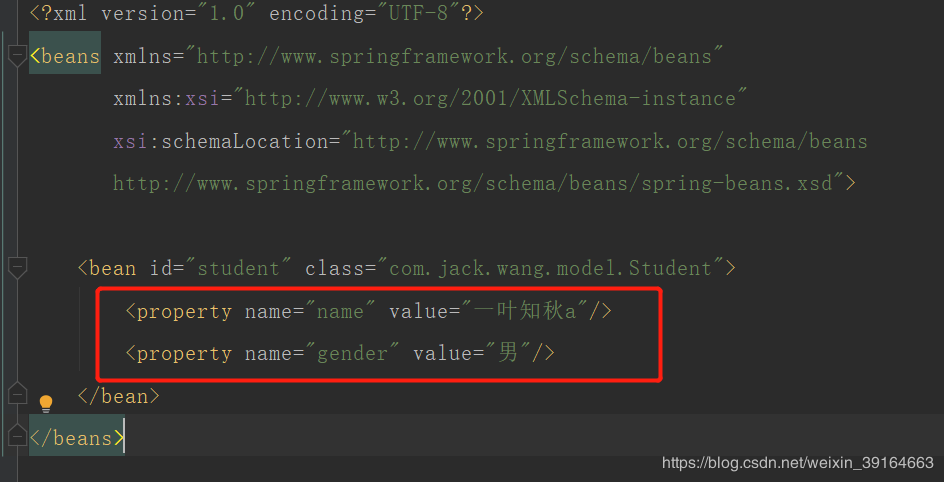 <?xml version="1.0" encoding="UTF-8"?>
<beans xmlns="http://www.springframework.org/schema/beans"
xmlns:xsi="http://www.w3.org/2001/XMLSchema-instance"
xsi:schemaLocation="http://www.springframework.org/schema/beans
http://www.springframework.org/schema/beans/spring-beans.xsd">
<bean id="student" class="com.jack.wang.model.Student">
<property name="name" value="一叶知秋a"/>
<property name="gender" value="男"/>
</bean>
</beans>
https://blog.csdn.net/weixin_39164663